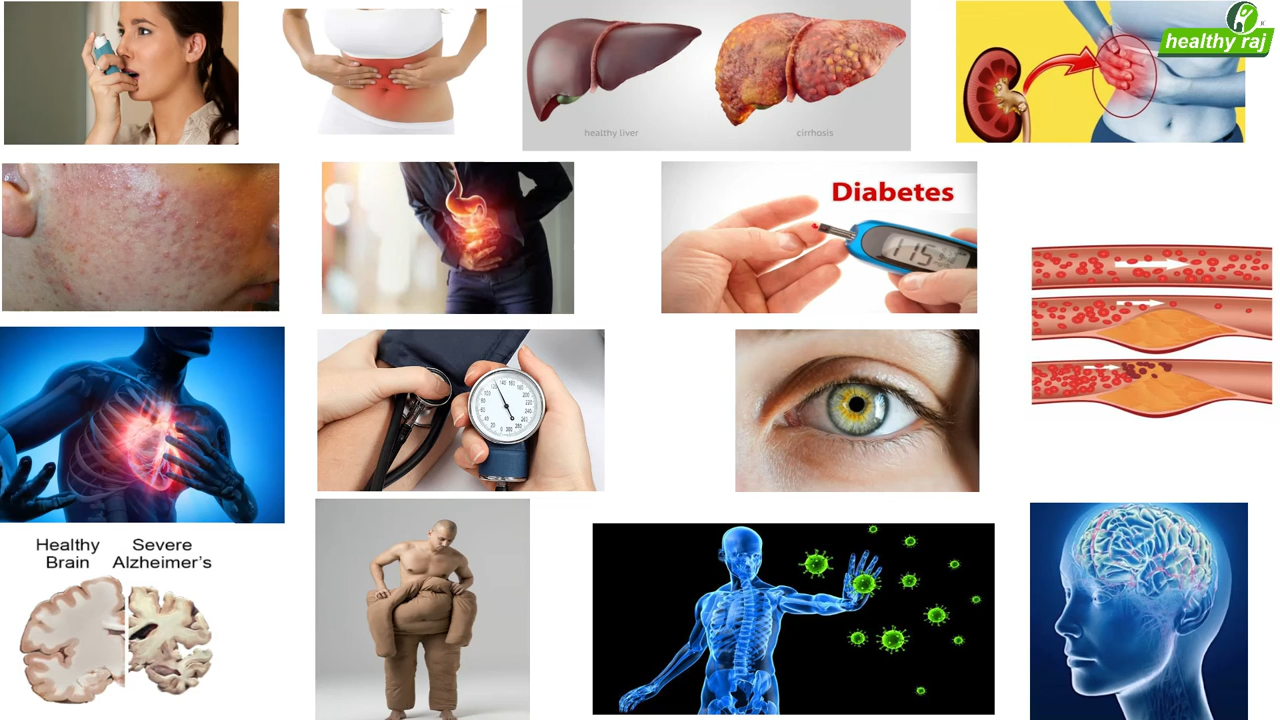 healthy raj
healthy liver
cirrhosis
Diabetes
115
Healthy
Brain
Severe
Alzheimer's